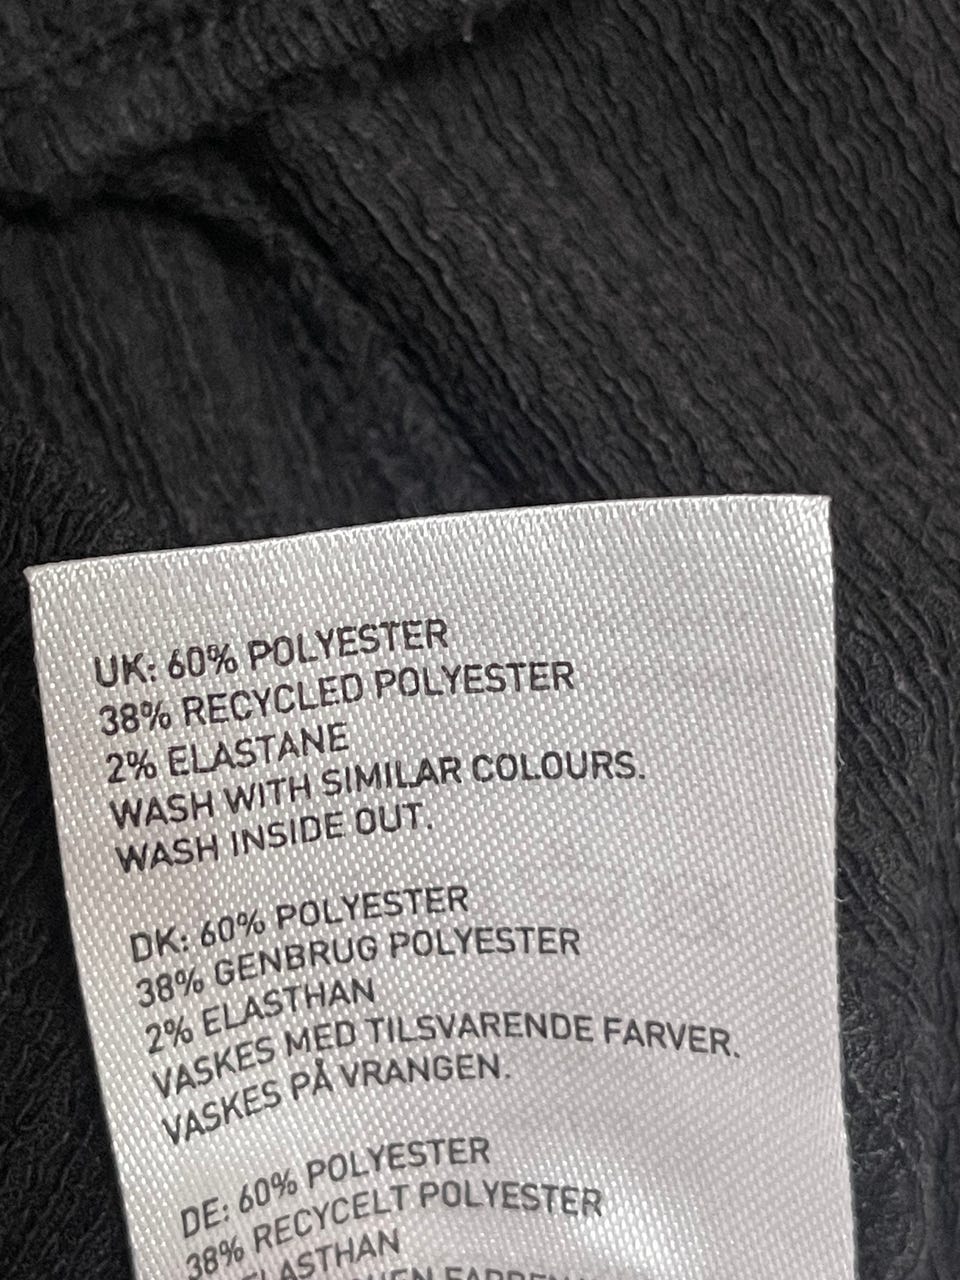 UK: 60% POLYESTER
38% RECYCLED POLYESTER
2% ELASTANE
WASH WITH SIMILAR COLOURS.
WASH INSIDE OUT.
DK: 60% POLYESTER
38% GENBRUG POLYESTER
2% ELASTHAN
VASKES MED TILSVARENDE FARVER.
VASKES PÅ VRANGEN.
DE: 60% POLYESTER
38% RECYCELT POLYESTER
ELASTHAN